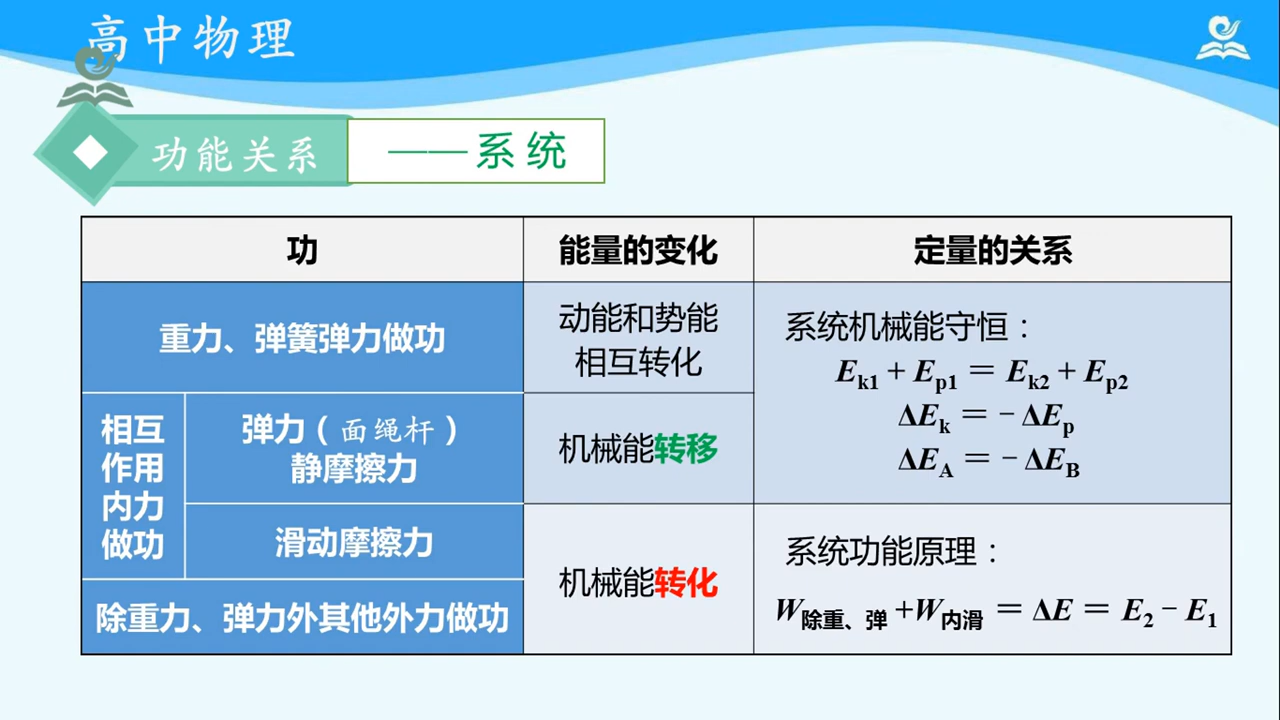 高中物理
功能关系
——系统
功
能量的变化
定量的关系
重力、弹簧弹力做功
动能和势能
相互转化
系统机械能守恒：
Ek1 + Ep1 = Ek2 + Ep2
ΔEk = - ΔEp
ΔEA = - ΔEB
相互
作用
内力
做功
弹力（面绳杆）
静摩擦力
机械能转移
滑动摩擦力
机械能转化
系统功能原理：
W除重、弹 +W内滑 = ΔE = E2 - E1
除重力、弹力外其他外力做功